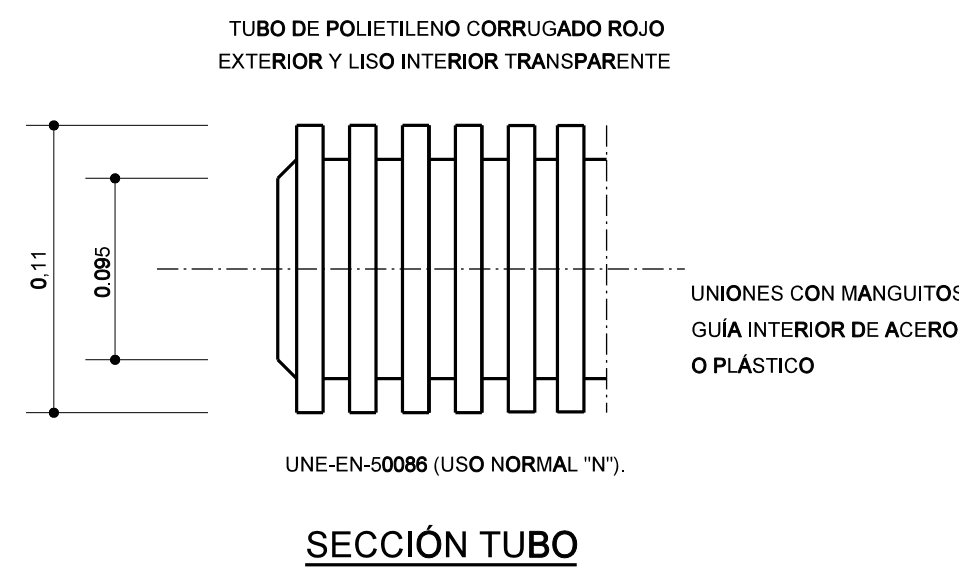 TUBO DE POLIETILENO CORRUGADO ROJO
EXTERIOR Y LISO INTERIOR TRANSPARENTE
0,11
0.095
UNIONES CON MANGUITOS
GUÍA INTERIOR DE ACERO
O PLÁSTICO
UNE-EN-50086 (USO NORMAL "N").
SECCIÓN TUBO